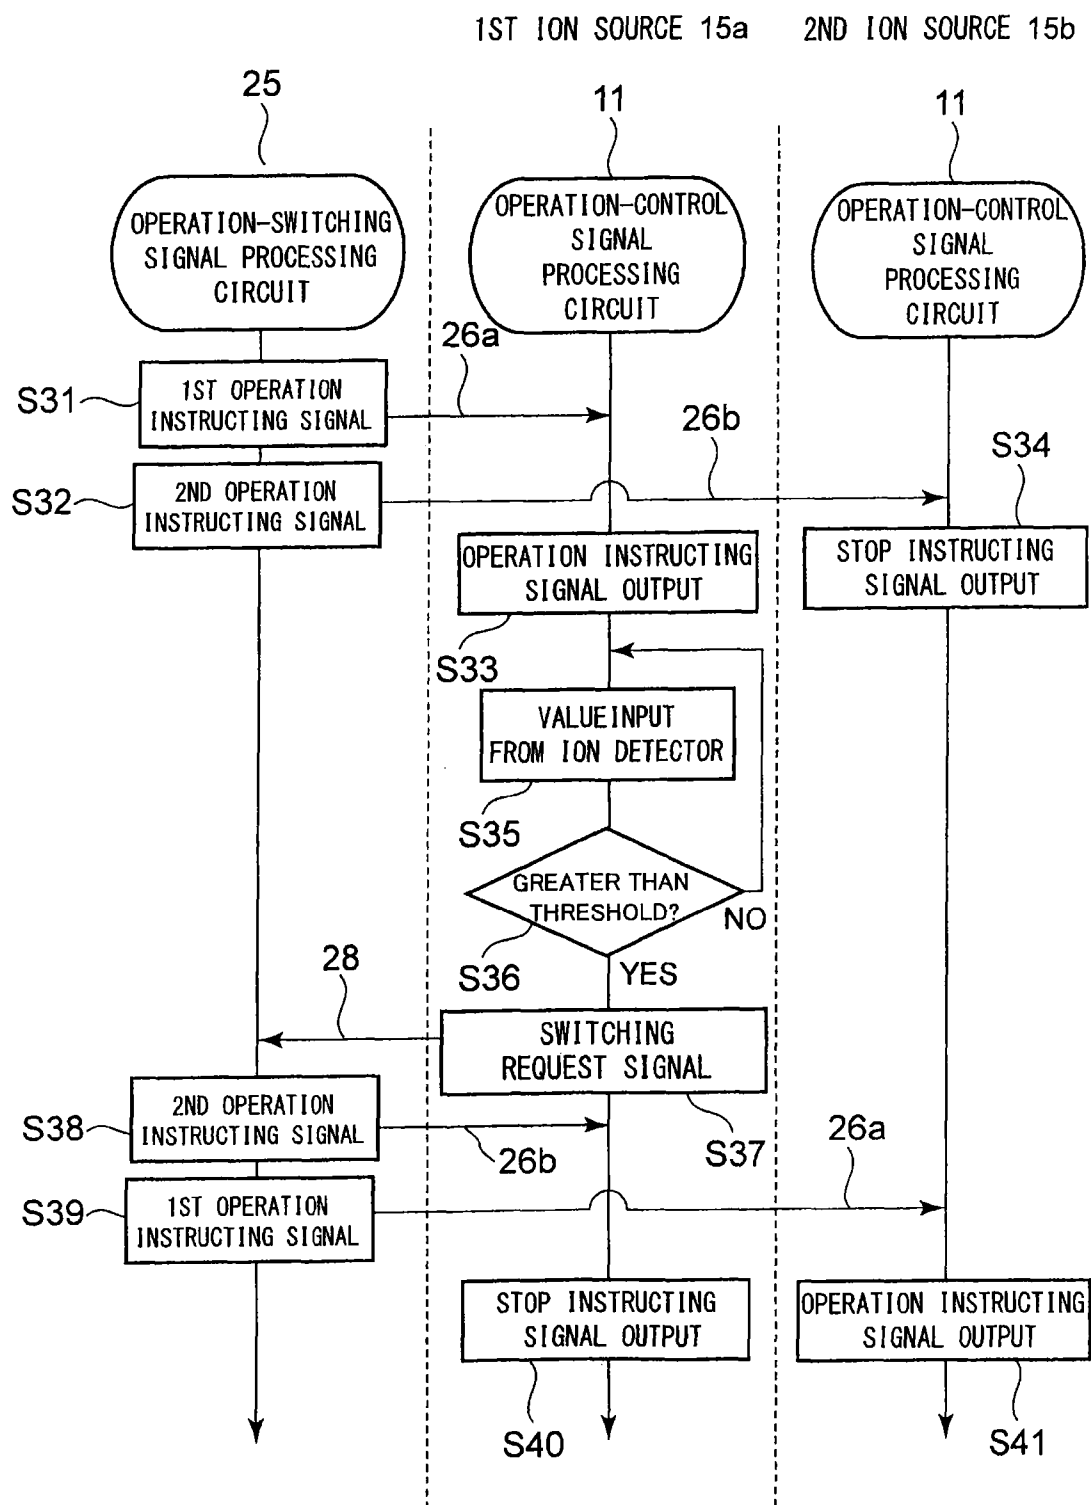 1ST ION SOURCE 15a
2ND ION SOURCE 15b
25
11
11
OPERATION-SWITCHING
SIGNAL PROCESSING
CIRCUIT
OPERATION-CONTROL
SIGNAL
PROCESSING
CIRCUIT
OPERATION-CONTROL
SIGNAL
PROCESSING
CIRCUIT
26a
S31
1ST OPERATION
INSTRUCTING SIGNAL
26b
S34
S32
2ND OPERATION
INSTRUCTING SIGNAL
OPERATION INSTRUCTING
SIGNAL OUTPUT
STOP INSTRUCTING
SIGNAL OUTPUT
S33
VALUEINPUT
FROM ION DETECTOR
S35
GREATER THAN
THRESHOLD?
NO
S36
YES
28
SWITCHING
REQUEST SIGNAL
S38
2ND OPERATION
INSTRUCTING SIGNAL
26b
S37
26a
S39
1ST OPERATION
INSTRUCTING SIGNAL
STOP INSTRUCTING
SIGNAL OUTPUT
OPERATION INSTRUCTING
SIGNAL OUTPUT
S40
S41